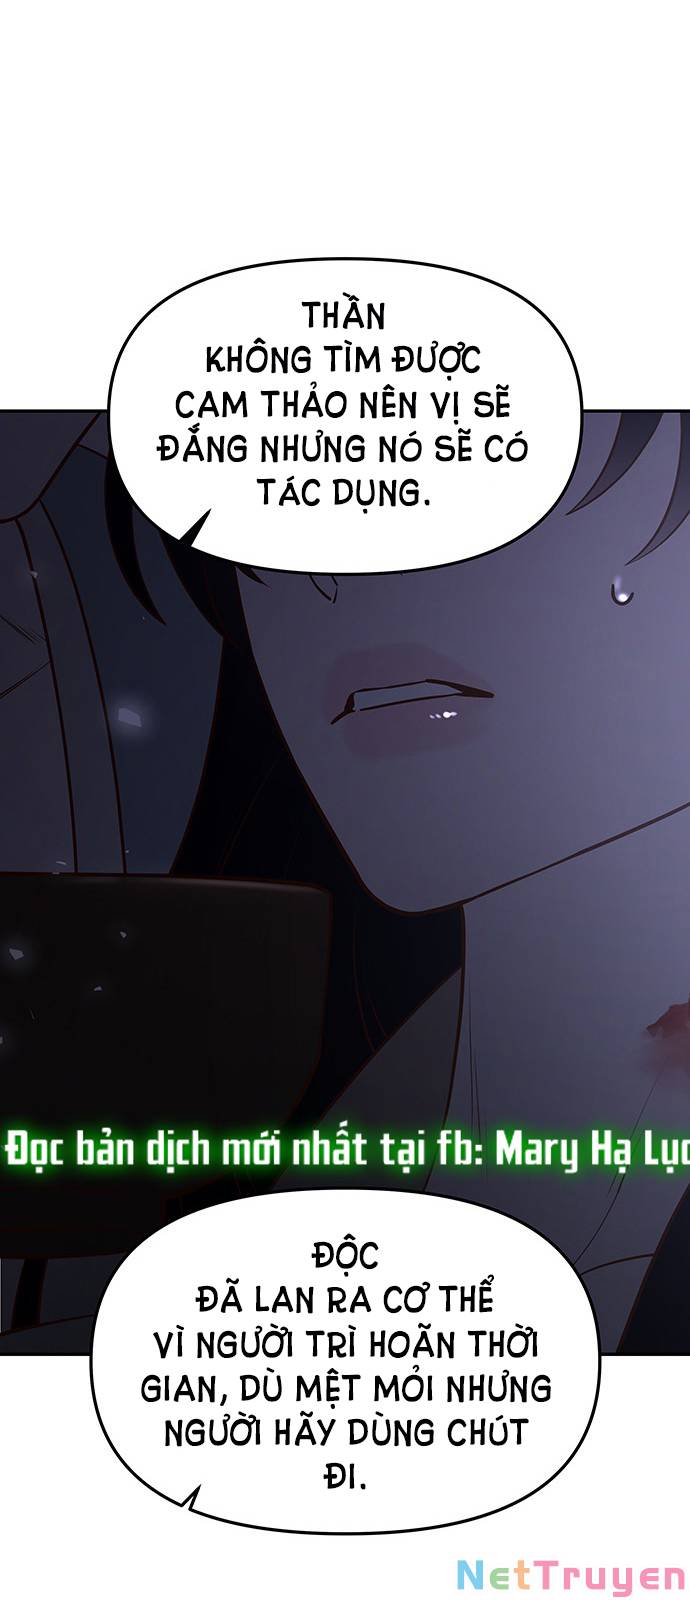 THẦN
KHÔNG TÌM ĐƯỢC
CAM THẢO NÊN VỊ SẼ
ĐẮNG NHƯNG NÓ SẼ CÓ
TÁC DỤNG.
Đọc bản dịch mới nhất tại fb: Mary Hạ Lục
ĐỘC
ĐÃ LAN RA CƠ THỂ
VÌ NGƯỜI TRÌ HOÃN THỜI
GIAN, DÙ MỆT MỎI NHƯNG
NGƯỜI HÃY DÙNG CHÚT
ĐI.
NetTruyen